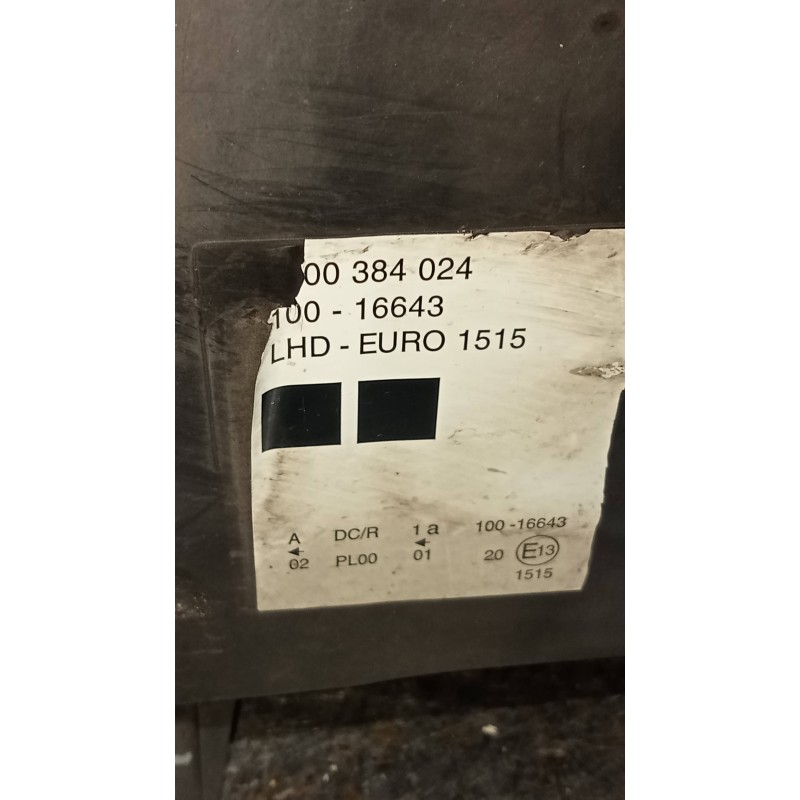 00 384 024
100 - 16643
LHD - EURO 1515
A DC/R 1 a 100 -16643
02 PL00 01 20 E13
1515